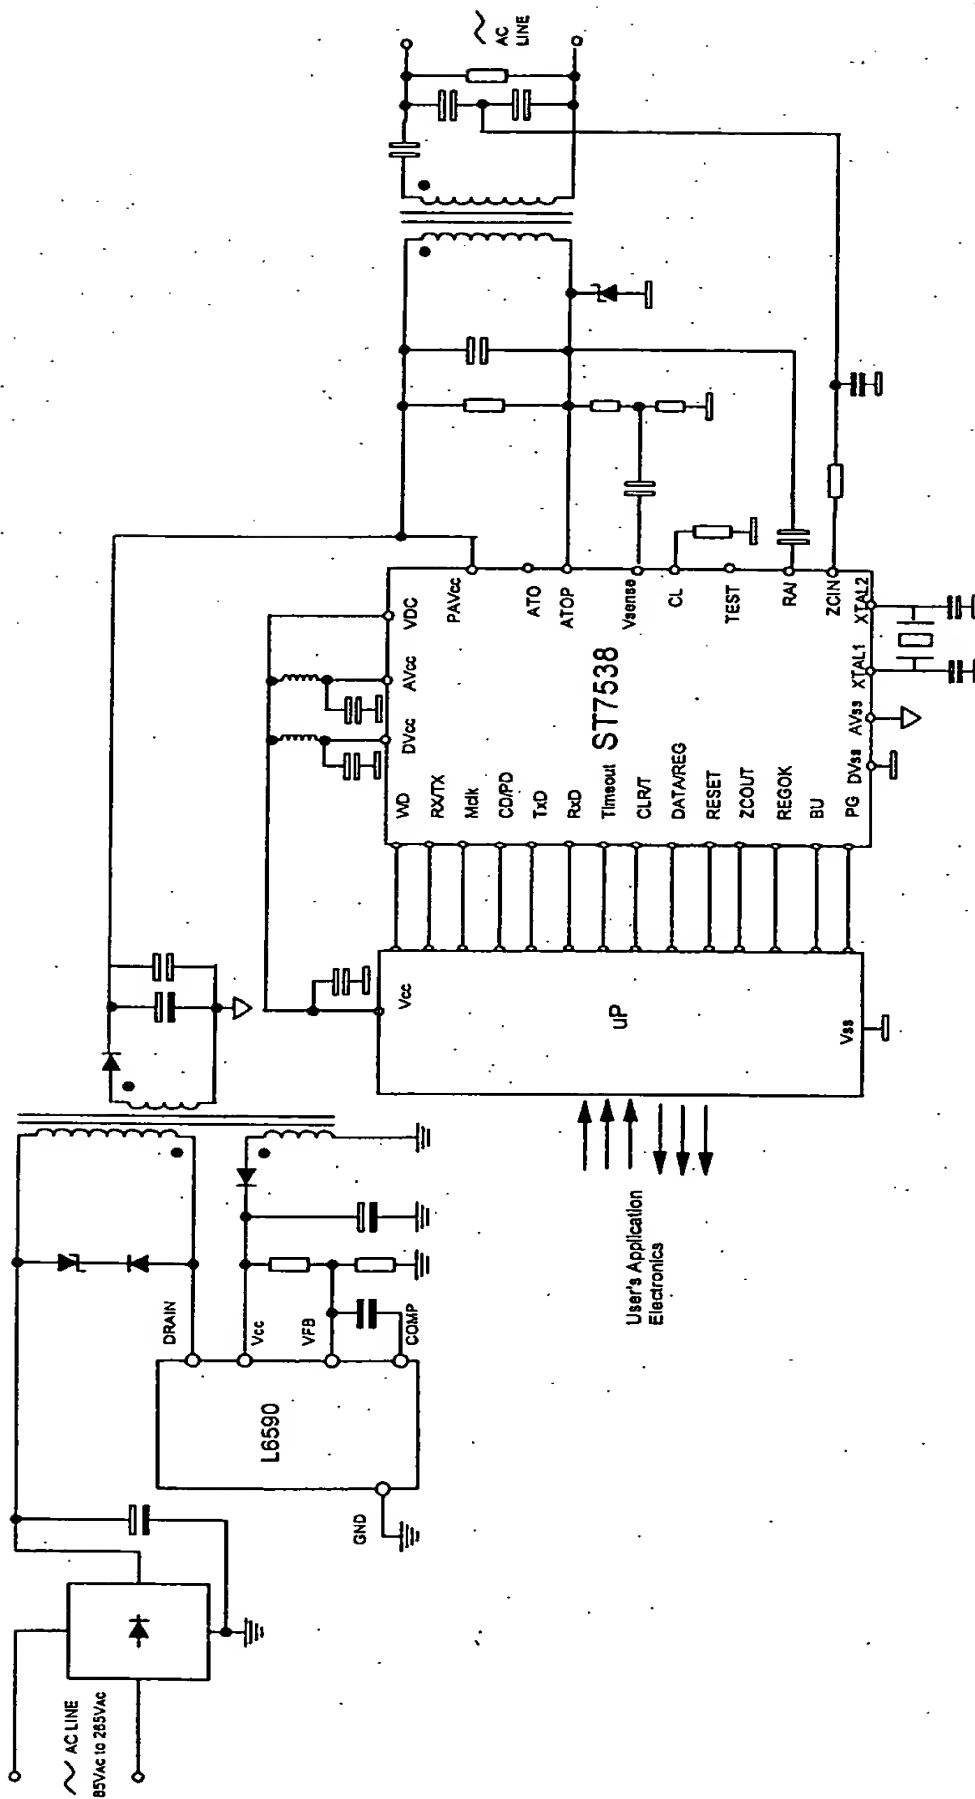 AC LINE
85VAC to 265VAC
GND
L6590
DRAIN
Vcc
VFB
COMP
User's Application
Electronics
Vcc
uP
Vss
WD
RX/TX
Mclk
CD/PD
TxD
RxD
Timeout
CLR/T
DATA/REG
RESET
ZCOUT
REGOK
BU
PG
DVcc
AVcc
VDC
ST7538
DVss
AVss
XTAL1
XTAL2
PAVcc
ATO
ATOP
Vsense
CL
TEST
RAI
ZCIN
AC
LINE